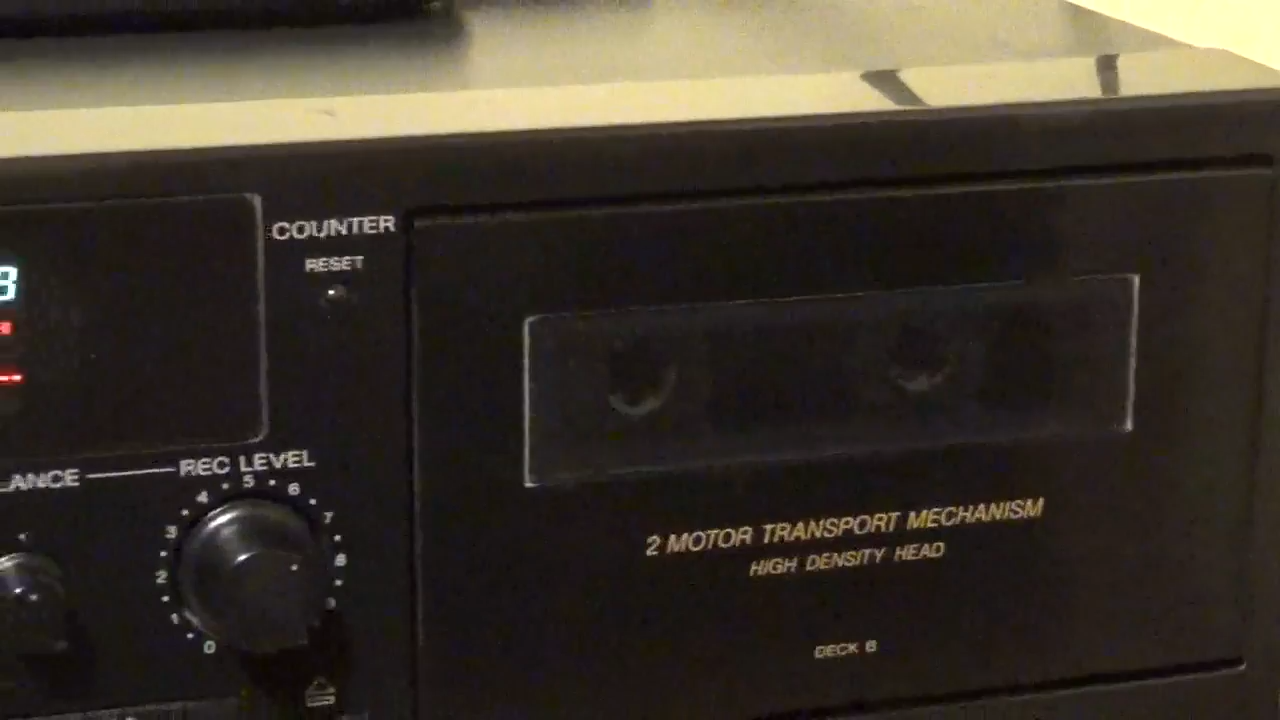 COUNTER
RESET
LANCE REC LEVEL
0 1 2 3 4 5 6 7 8 9
2 MOTOR TRANSPORT MECHANISM
HIGH DENSITY HEAD
DECK B